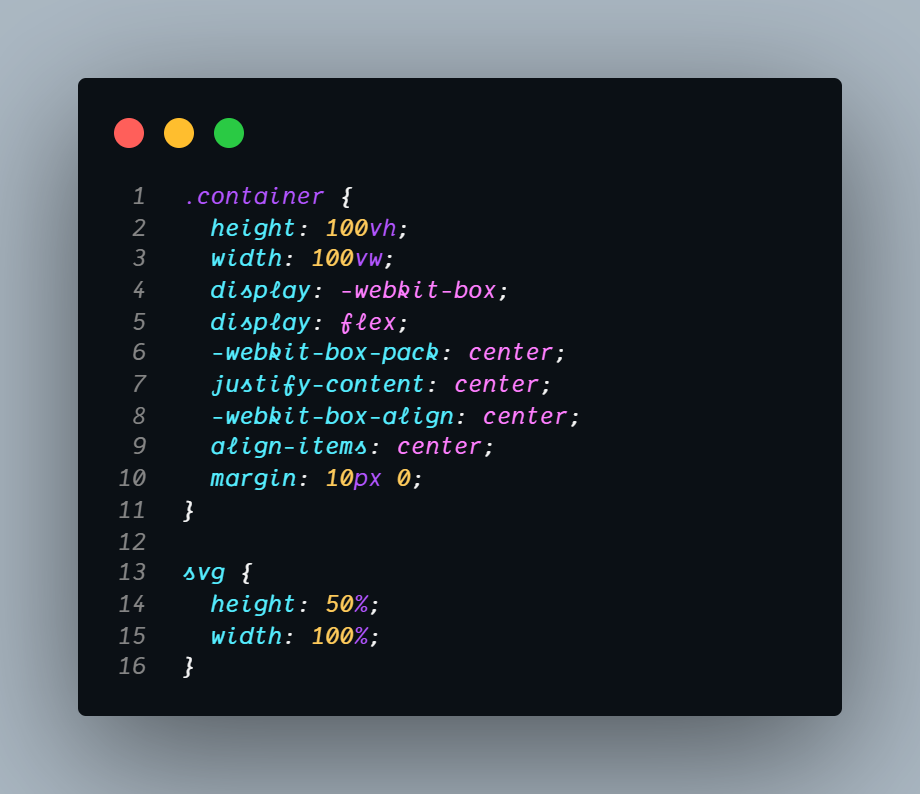 1 .container {
2 height: 100vh;
3 width: 100vw;
4 display: -webkit-box;
5 display: flex;
6 -webkit-box-pack: center;
7 justify-content: center;
8 -webkit-box-align: center;
9 align-items: center;
10 margin: 10px 0;
11 }
12
13 svg {
14 height: 50%;
15 width: 100%;
16 }